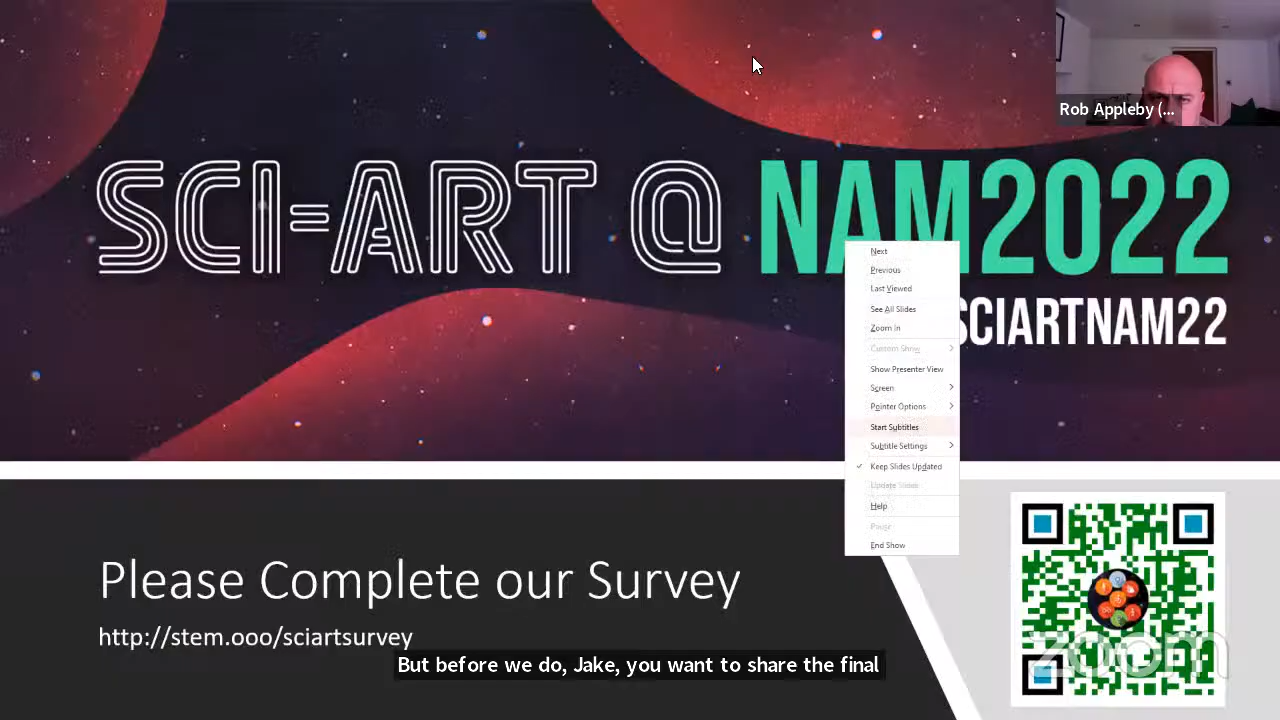 Rob Appleby (...
SCI-ART @ NAM2022
SCIARTNAM22
Next
Previous
Last Viewed
See All Slides
Zoom in
Custom Show
Show Presenter View
Screen
Pointer Options
Start Subtitles
Subtitle Settings
Keep Slides Updated
Update Slides
Help
Pause
End Show
Please Complete our Survey
http://stem.ooo/sciartsurvey
But before we do, Jake, you want to share the final
zoom